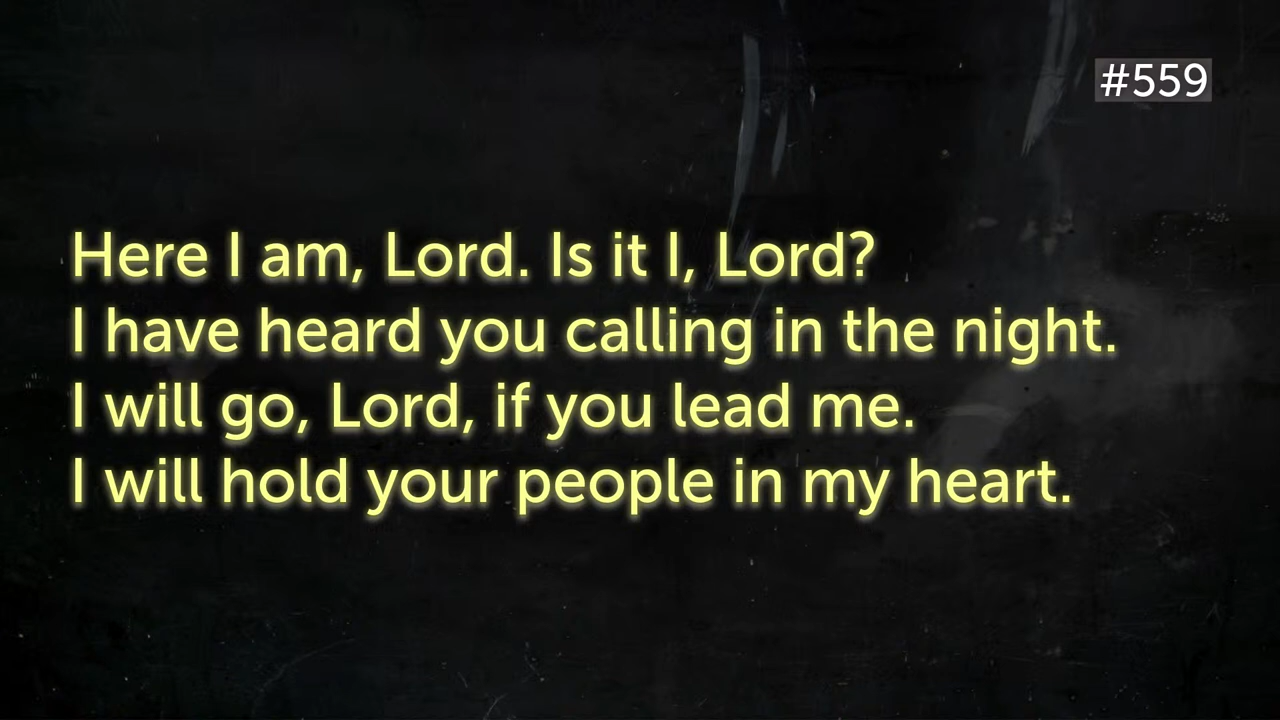 #559
Here I am, Lord. Is it I, Lord?
I have heard you calling in the night.
I will go, Lord, if you lead me.
I will hold your people in my heart.